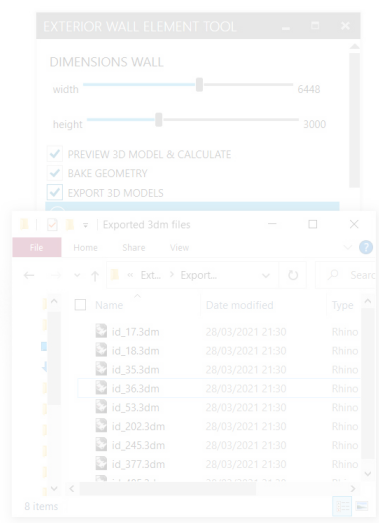 EXTERIOR WALL ELEMENT TOOL
DIMENSIONS WALL
width 6448
height 3000
PREVIEW 3D MODEL & CALCULATE
BAKE GEOMETRY
EXPORT 3D MODELS
Exported 3dm files
File Home Share View
« Ext... > Export... Searc
Name Date modified Type
id_17.3dm 28/03/2021 21:30 Rhino
id_18.3dm 28/03/2021 21:30 Rhino
id_35.3dm 28/03/2021 21:30 Rhino
id_36.3dm 28/03/2021 21:30 Rhino
id_53.3dm 28/03/2021 21:30 Rhino
id_202.3dm 28/03/2021 21:30 Rhino
id_245.3dm 28/03/2021 21:30 Rhino
id_377.3dm 28/03/2021 21:30 Rhino
8 items